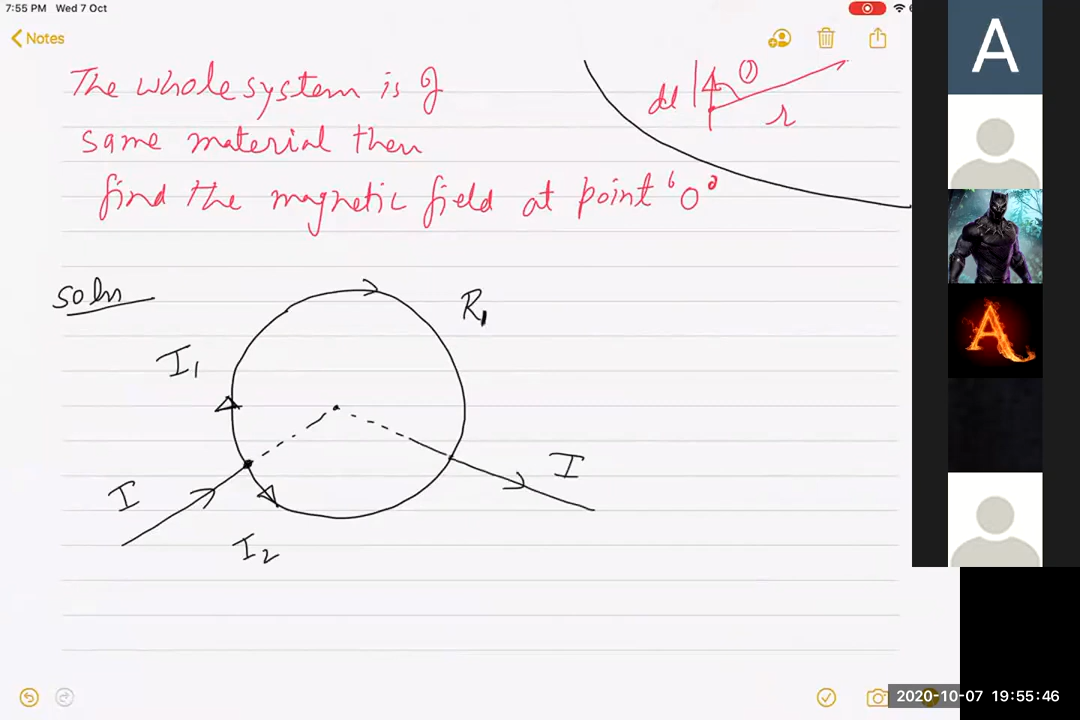 7:55 PM Wed 7 Oct
Notes
The whole system is of
same material then
find the magnetic field at point 'O'
dl
r
Soln
R1
I1
I
I
I2
A
A
2020-10-07 19:55:46